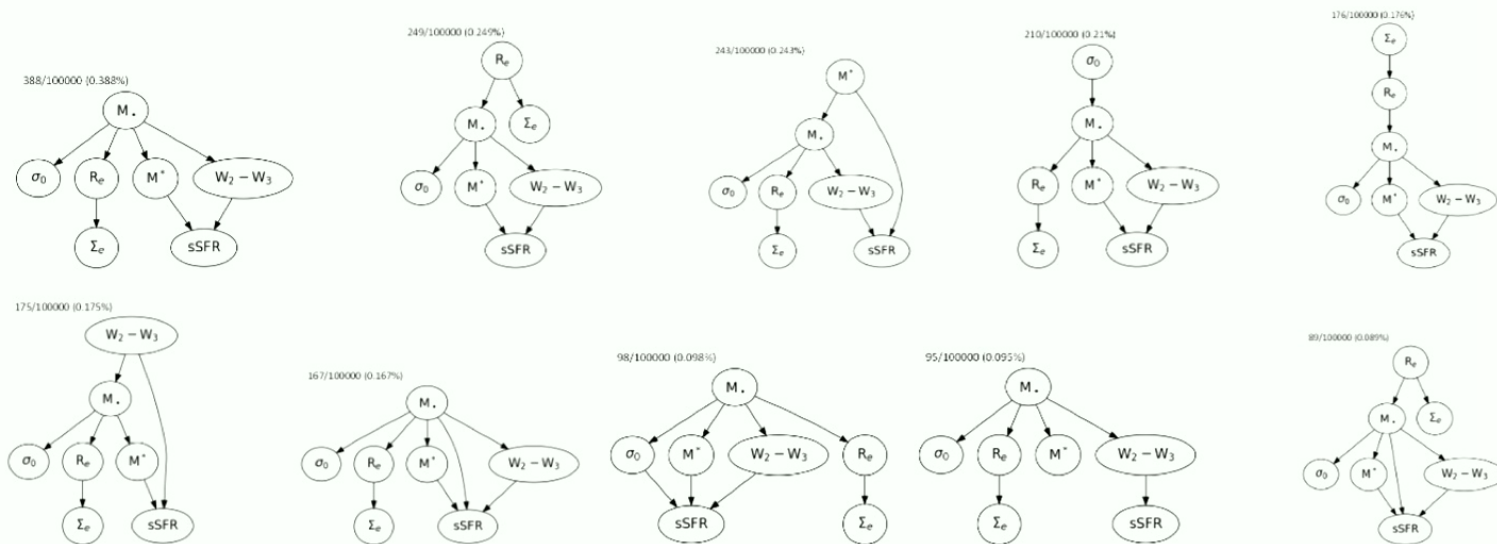 388/100000 (0.388%)
M•
σ0
Re
M*
W2 − W3
Σe
sSFR
249/100000 (0.249%)
Re
M•
Σe
σ0
M*
W2 − W3
sSFR
243/100000 (0.243%)
M*
M•
σ0
Re
W2 − W3
Σe
sSFR
210/100000 (0.21%)
σ0
M•
Re
M*
W2 − W3
Σe
sSFR
176/100000 (0.176%)
Σe
Re
M•
σ0
M*
W2 − W3
sSFR
175/100000 (0.175%)
W2 − W3
M•
σ0
Re
M*
Σe
sSFR
167/100000 (0.167%)
M•
σ0
Re
M*
W2 − W3
Σe
sSFR
98/100000 (0.098%)
M•
σ0
M*
W2 − W3
Re
sSFR
Σe
95/100000 (0.095%)
M•
σ0
Re
M*
W2 − W3
Σe
sSFR
89/100000 (0.089%)
Re
M•
Σe
σ0
M*
W2 − W3
sSFR